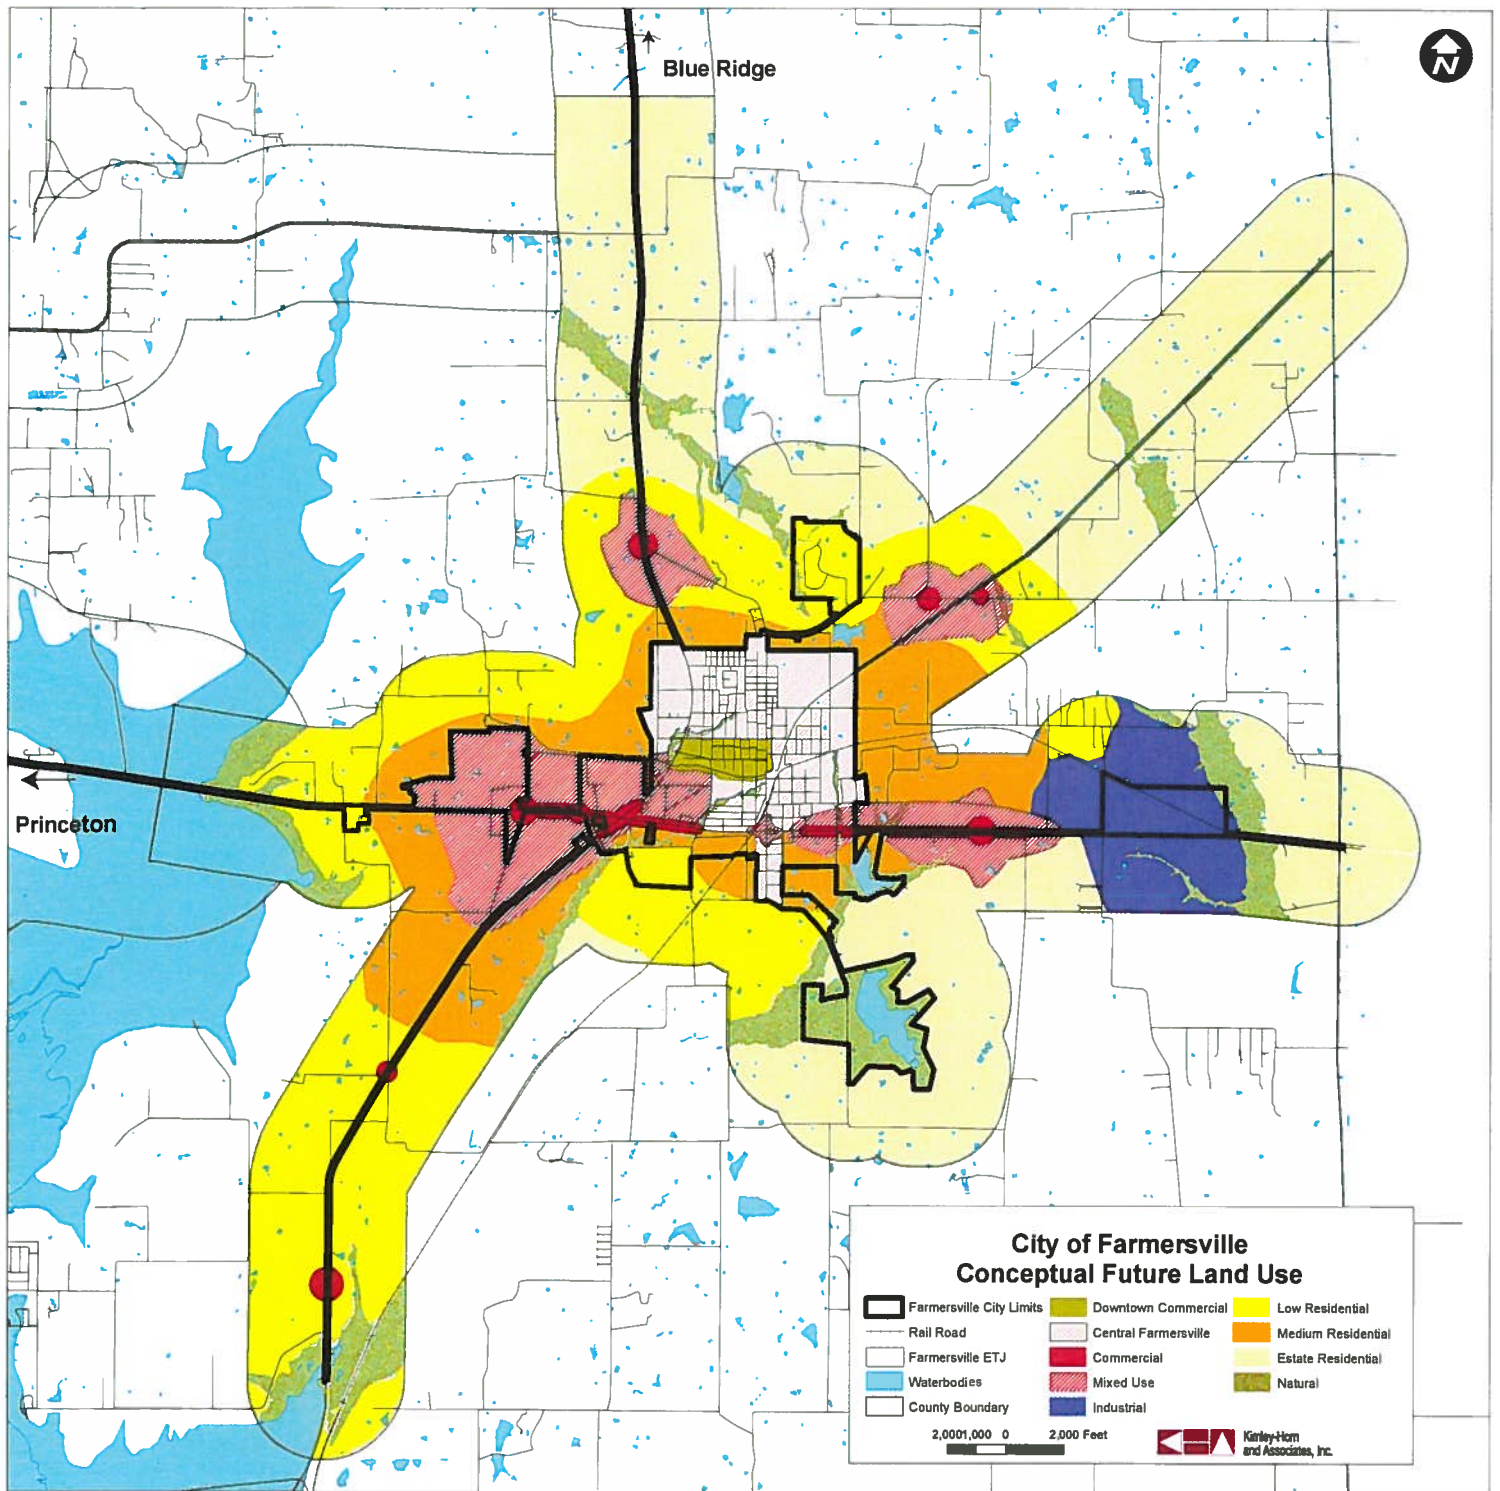 Blue Ridge
N
Princeton
City of Farmersville
Conceptual Future Land Use
Farmersville City Limits
Rail Road
Farmersville ETJ
Waterbodies
County Boundary
Downtown Commercial
Central Farmersville
Commercial
Mixed Use
Industrial
Low Residential
Medium Residential
Estate Residential
Natural
2,0001,000 0 2,000 Feet
Kimley-Horn
and Associates, Inc.